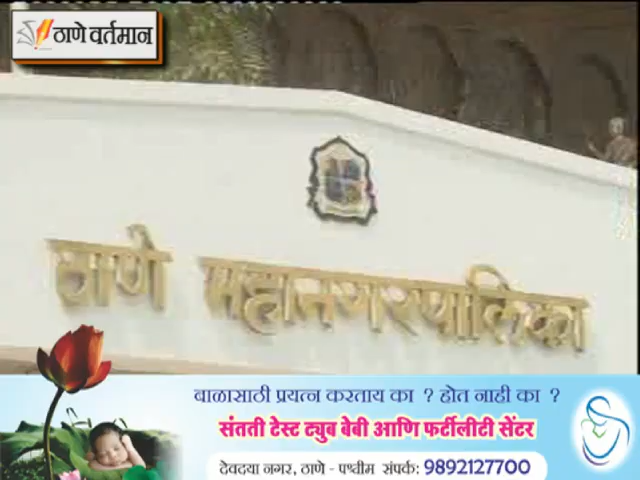 ठाणे वर्तमान
ठाणे महानगरपालिका
बाळासाठी प्रयत्न करताय का ? होत नाही का ?
संतती टेस्ट ट्युब बेबी आणि फर्टीलीटी सेंटर
देवदया नगर, ठाणे - पश्चीम संपर्क: 9892127700